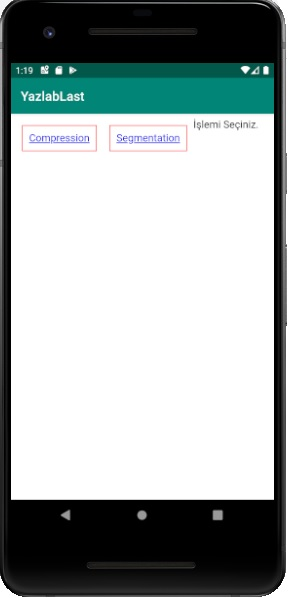 1:19
YazlabLast
Compression Segmentation İşlemi Seçiniz.